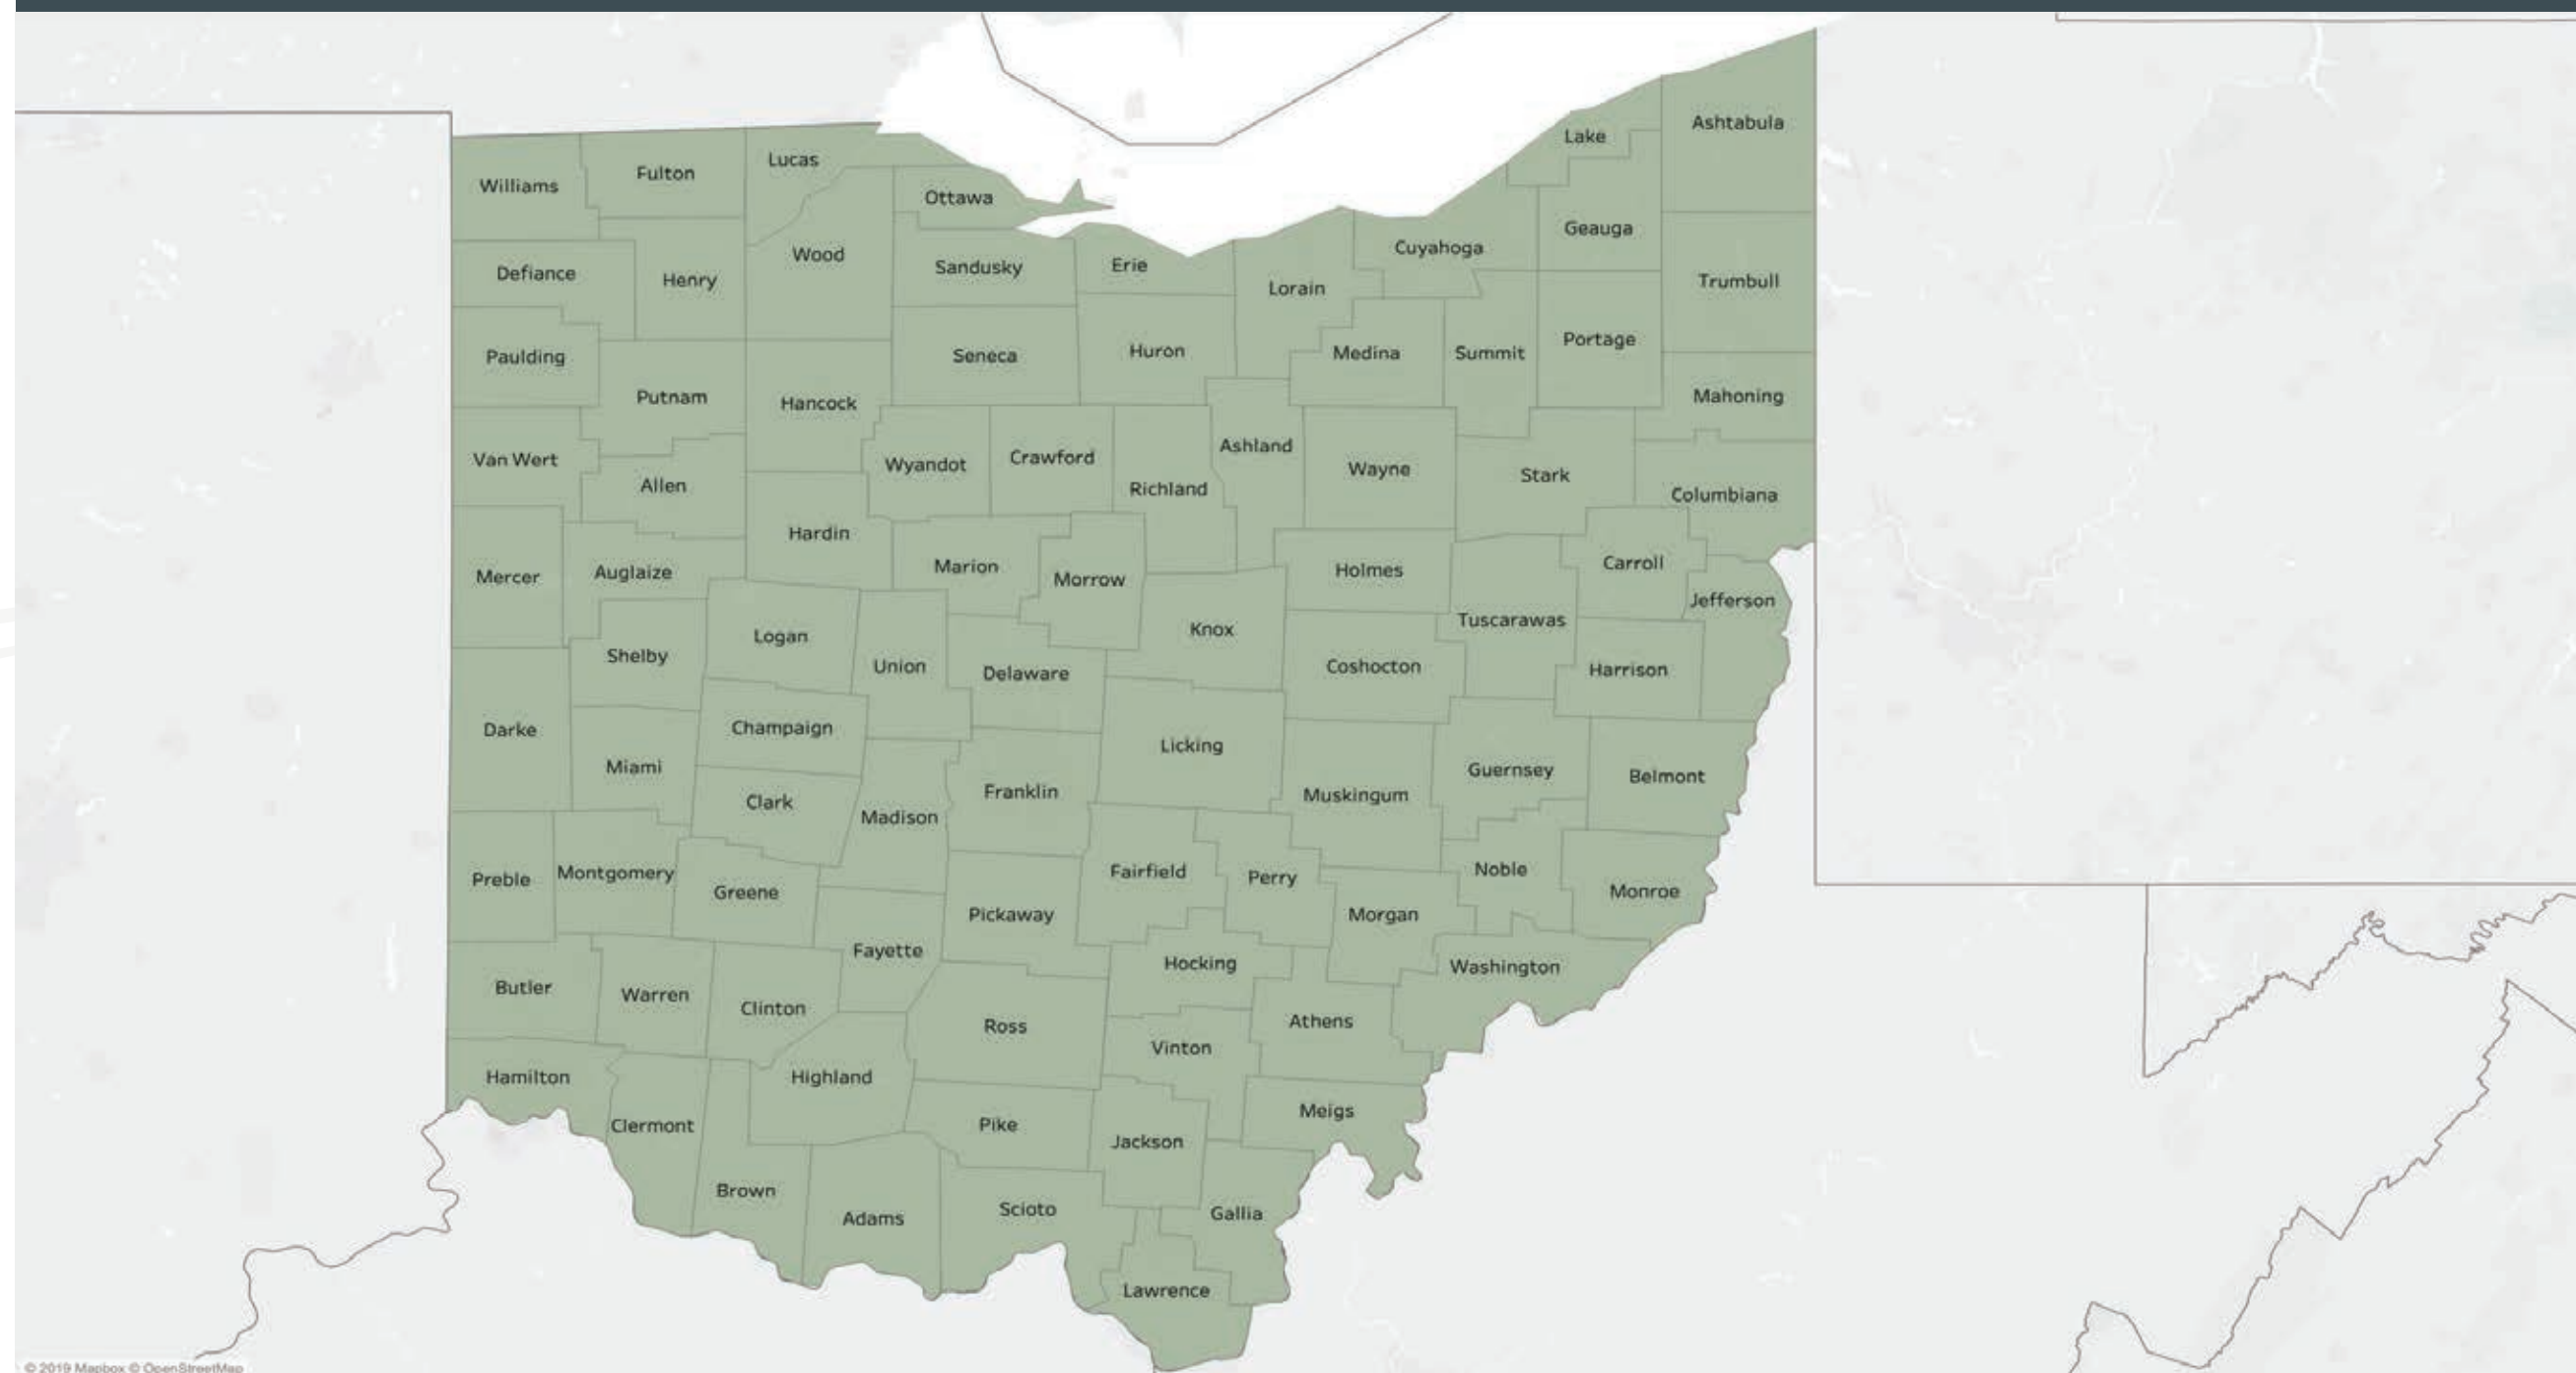 Ashtabula
Lake
Lucas
Fulton
Williams
Ottawa
Geauga
Cuyahoga
Wood
Erie
Sandusky
Defiance
Henry
Trumbull
Lorain
Portage
Huron
Medina
Summit
Seneca
Paulding
Mahoning
Putnam
Hancock
Ashland
Crawford
Van Wert
Wyandot
Wayne
Stark
Allen
Richland
Columbiana
Hardin
Carroll
Marion
Holmes
Auglaize
Mercer
Morrow
Jefferson
Tuscarawas
Knox
Logan
Shelby
Union
Coshocton
Harrison
Delaware
Champaign
Darke
Licking
Miami
Guernsey
Belmont
Franklin
Muskingum
Clark
Madison
Noble
Fairfield
Montgomery
Perry
Preble
Monroe
Greene
Pickaway
Morgan
Fayette
Hocking
Washington
Butler
Warren
Clinton
Athens
Ross
Vinton
Hamilton
Highland
Meigs
Pike
Clermont
Jackson
Brown
Scioto
Gallia
Adams
Lawrence
© 2019 Mapbox © OpenStreetMap